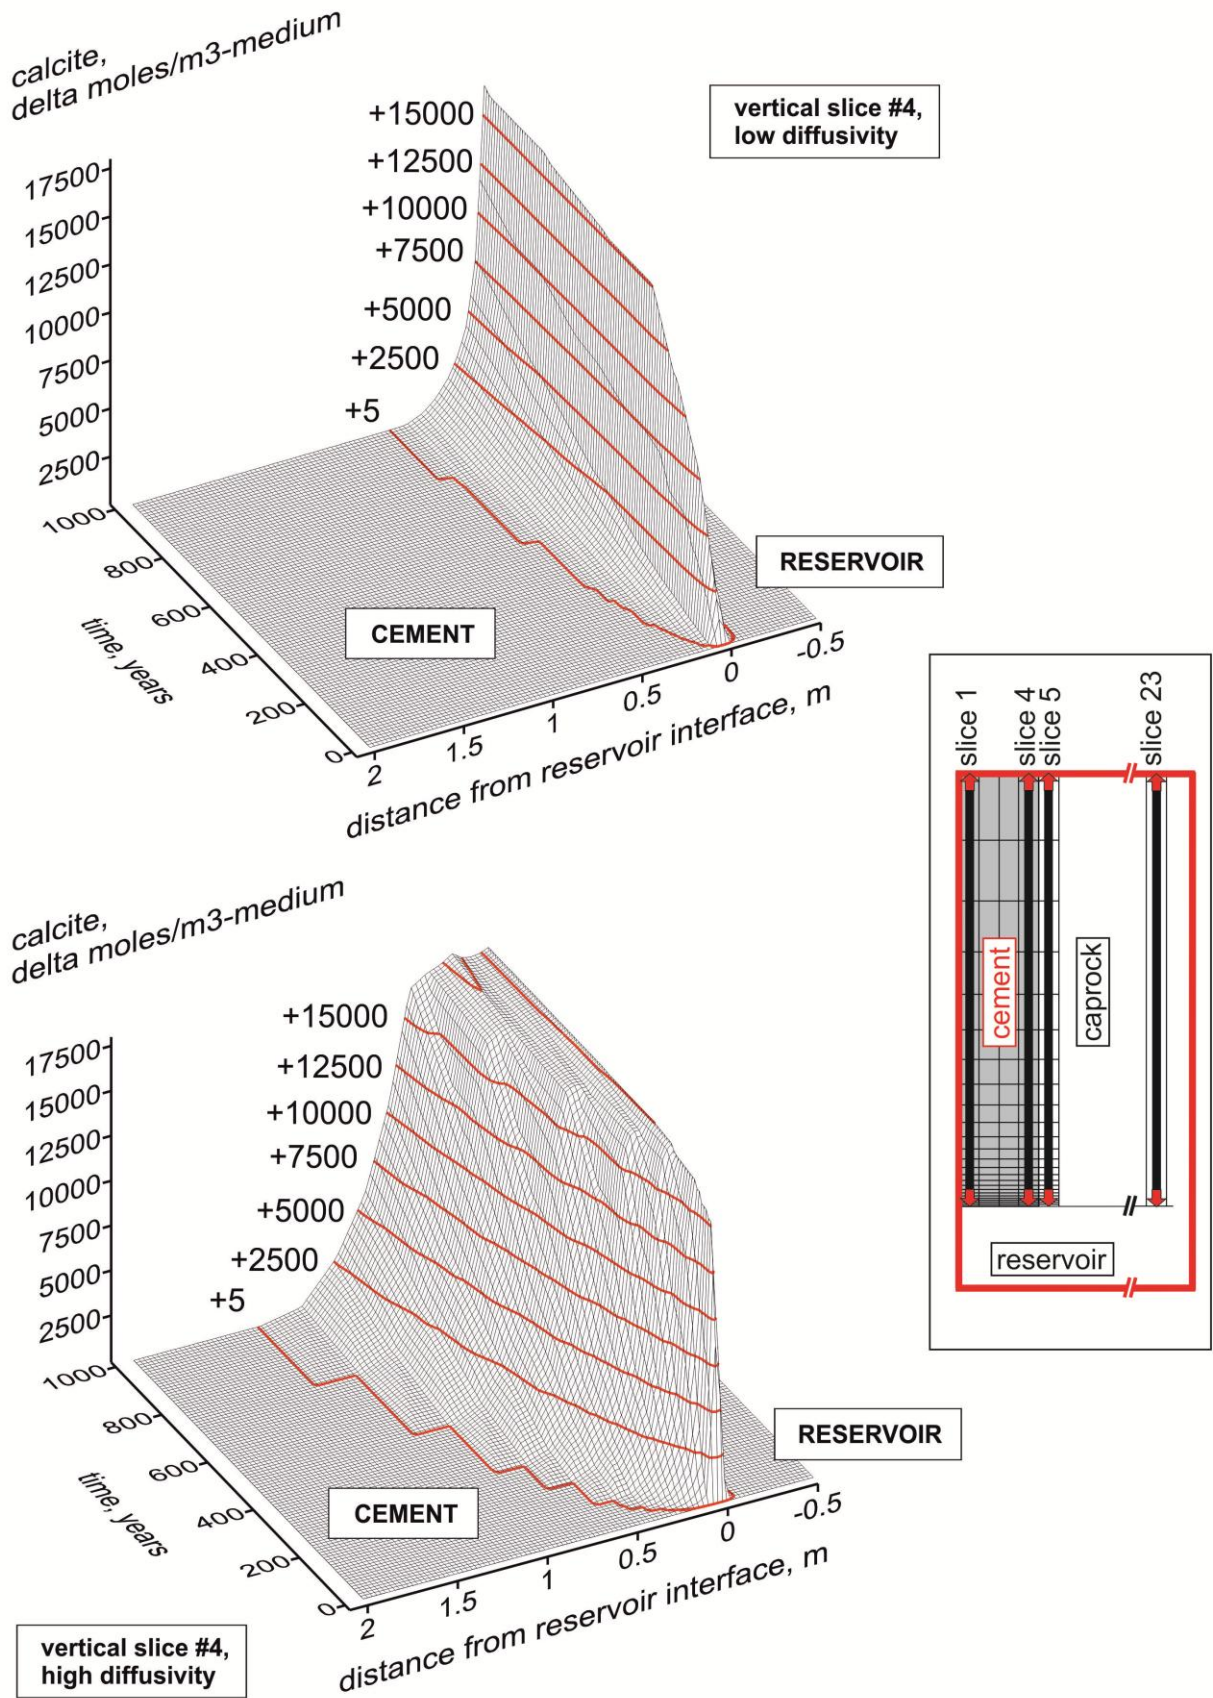 calcite,
delta moles/m3-medium
vertical slice #4,
low diffusivity
+15000
+12500
+10000
+7500
+5000
+2500
+5
17500
15000
12500
10000
7500
5000
2500
1000
800
600
400
200
0
time, years
CEMENT
RESERVOIR
2
1.5
1
0.5
0
-0.5
distance from reservoir interface, m
slice 1
slice 4
slice 5
slice 23
cement
caprock
reservoir
calcite,
delta moles/m3-medium
+15000
+12500
+10000
+7500
+5000
+2500
+5
17500
15000
12500
10000
7500
5000
2500
1000
800
600
400
200
0
time, years
CEMENT
RESERVOIR
2
1.5
1
0.5
0
-0.5
distance from reservoir interface, m
vertical slice #4,
high diffusivity